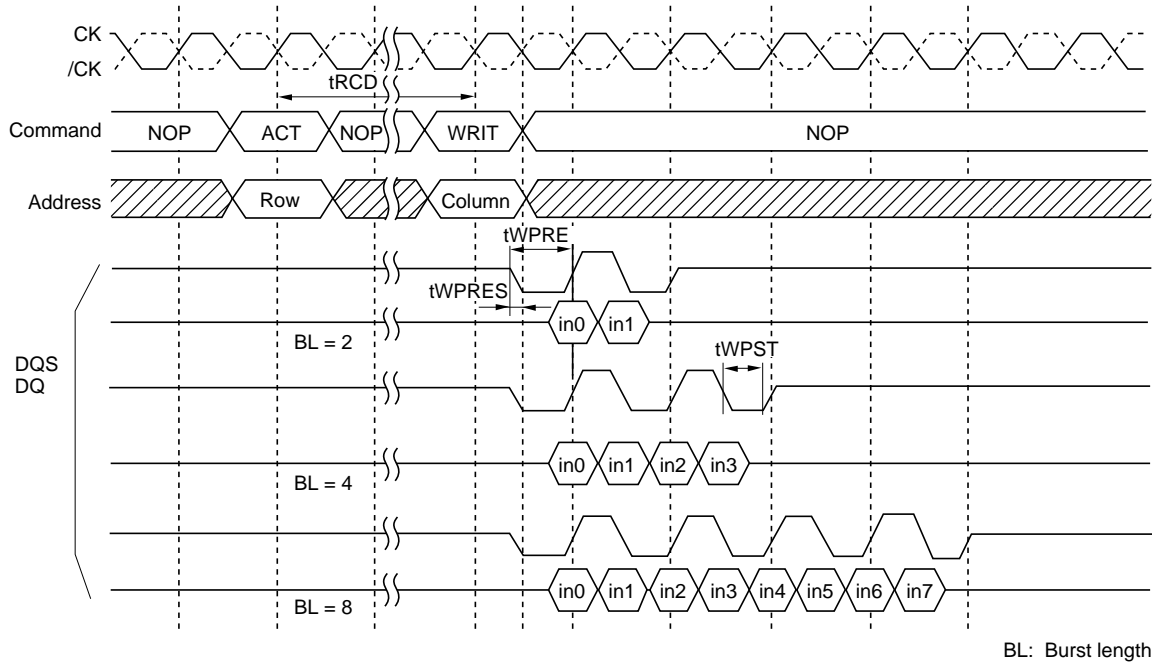 CK
/CK
tRCD
Command NOP ACT NOP WRIT NOP
Address Row Column
tWPRE
tWPRES
in0 in1
BL = 2
tWPST
DQS
DQ
in0 in1 in2 in3
BL = 4
in0 in1 in2 in3 in4 in5 in6 in7
BL = 8
BL: Burst length